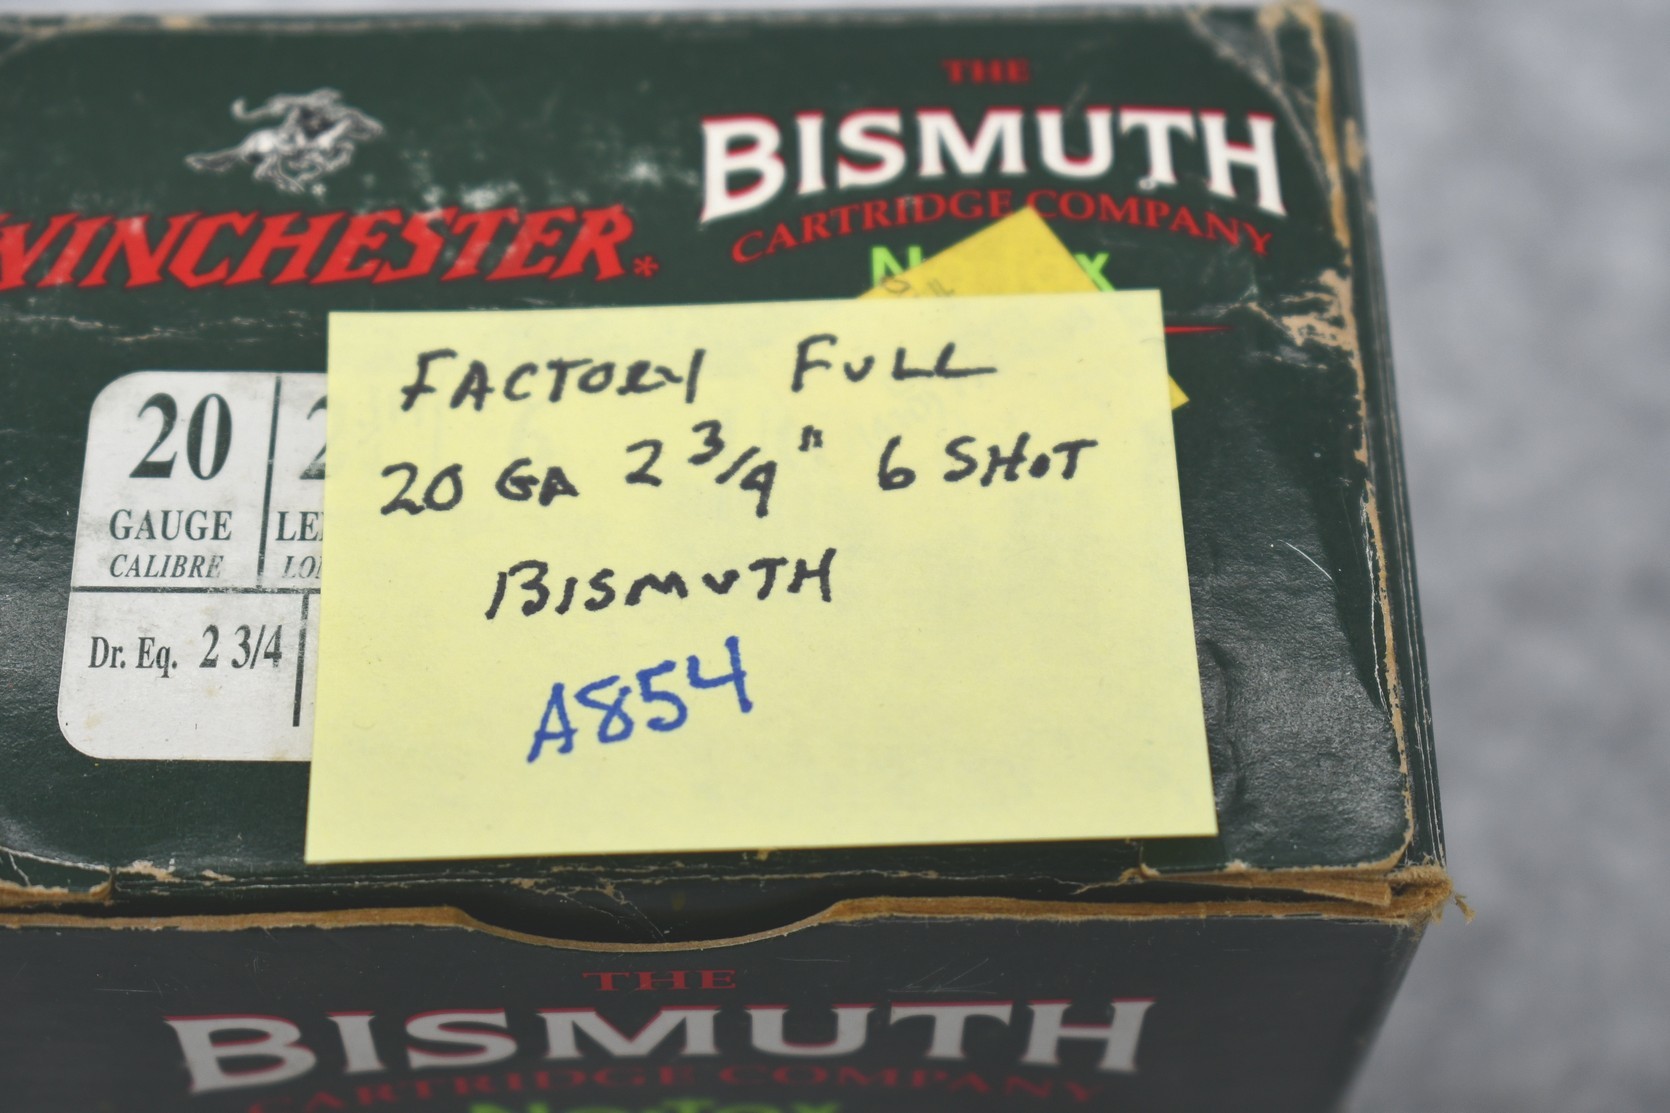 THE
BISMUTH
CARTRIDGE COMPANY
WINCHESTER
FACTORY FULL
20 GA 2 3/4" 6 SHOT
BISMUTH
A854
20
GAUGE
CALIBRE
Dr. Eq. 2 3/4
THE
BISMUTH
CARTRIDGE COMPANY